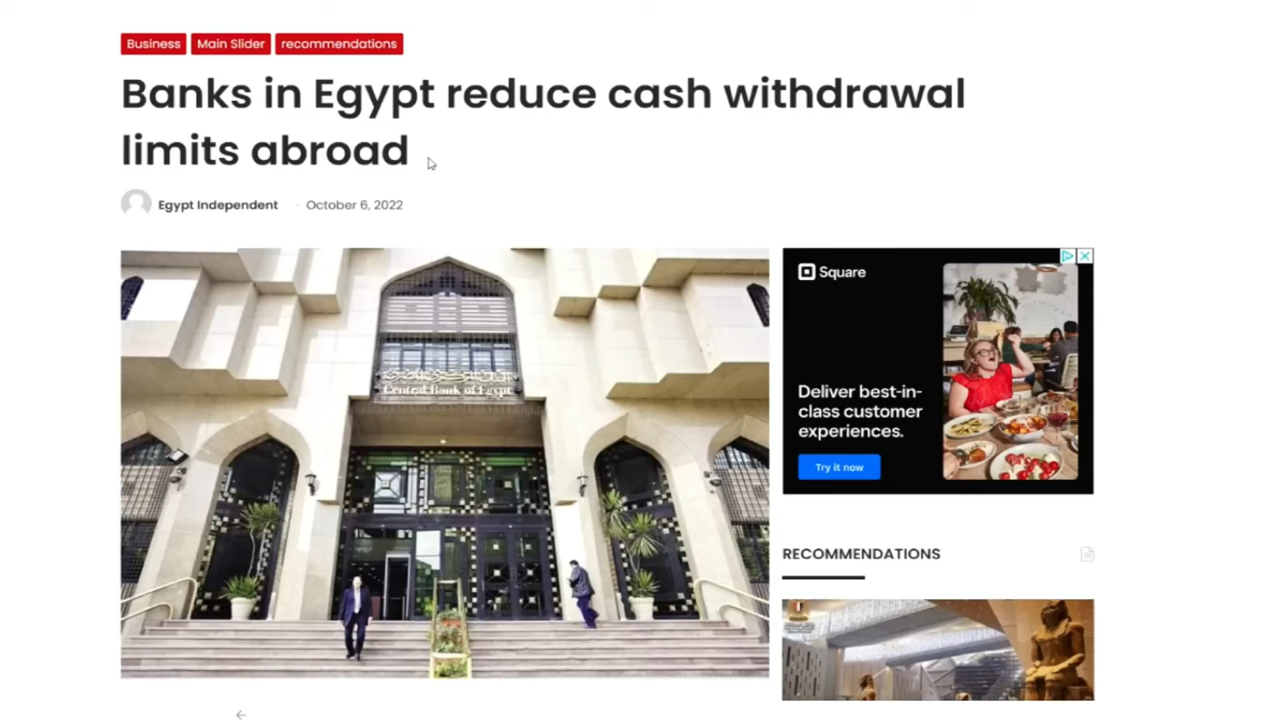 Business Main Slider recommendations
Banks in Egypt reduce cash withdrawal
limits abroad
Egypt Independent · October 6, 2022
Central Bank of Egypt
Square
Deliver best-in-
class customer
experiences.
Try it now
RECOMMENDATIONS